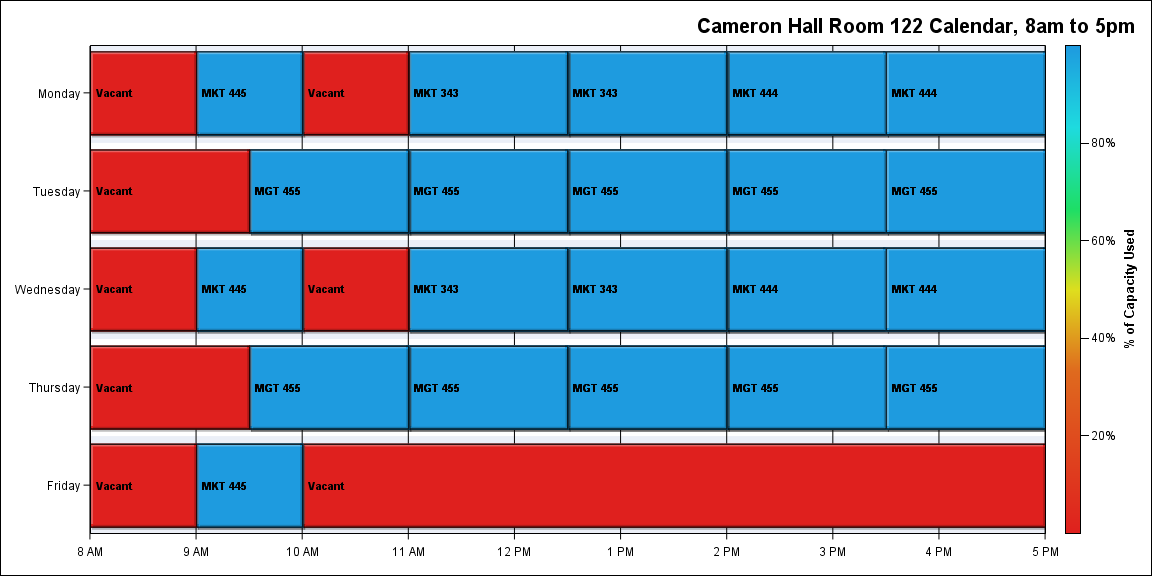 Cameron Hall Room 122 Calendar, 8am to 5pm
Monday
Vacant
MKT 445
Vacant
MKT 343
MKT 343
MKT 444
MKT 444
Tuesday
Vacant
MGT 455
MGT 455
MGT 455
MGT 455
MGT 455
Wednesday
Vacant
MKT 445
Vacant
MKT 343
MKT 343
MKT 444
MKT 444
Thursday
Vacant
MGT 455
MGT 455
MGT 455
MGT 455
MGT 455
Friday
Vacant
MKT 445
Vacant
8 AM
9 AM
10 AM
11 AM
12 PM
1 PM
2 PM
3 PM
4 PM
5 PM
80%
60%
40%
20%
% of Capacity Used